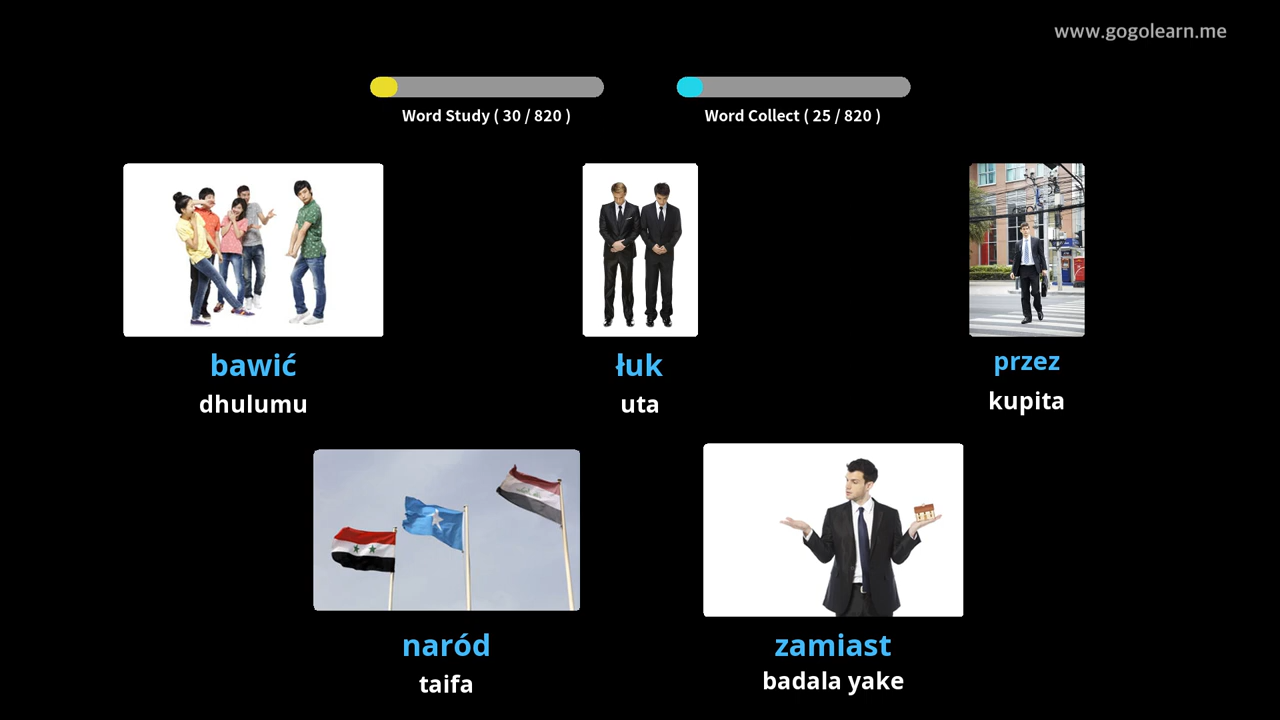 www.gogolearn.me
Word Study ( 30 / 820 )
Word Collect ( 25 / 820 )
bawić
dhulumu
łuk
uta
przez
kupita
naród
taifa
zamiast
badala yake